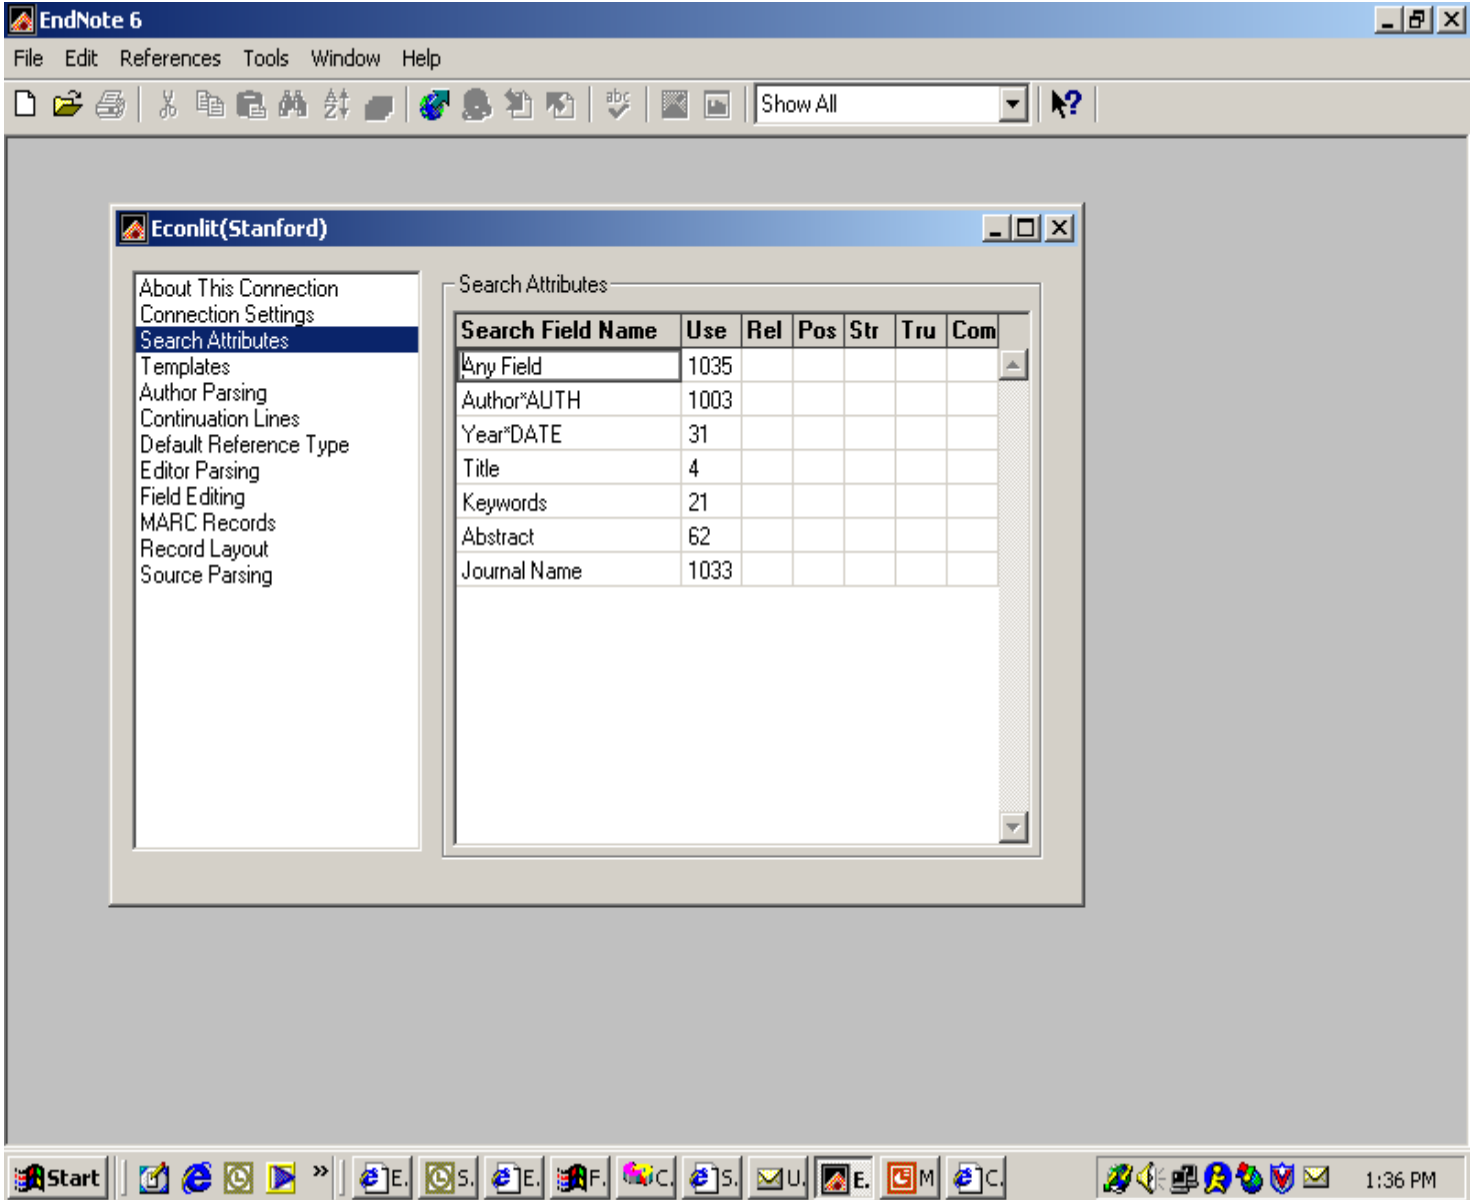 EndNote 6
File Edit References Tools Window Help
Show All
Econlit(Stanford)
About This Connection
Connection Settings
Search Attributes
Templates
Author Parsing
Continuation Lines
Default Reference Type
Editor Parsing
Field Editing
MARC Records
Record Layout
Source Parsing
Search Attributes
Search Field Name Use Rel Pos Str Tru Com
Any Field 1035
Author*AUTH 1003
Year*DATE 31
Title 4
Keywords 21
Abstract 62
Journal Name 1033
Start » E. S. E. F. C. S. U. E. M C. 1:36 PM